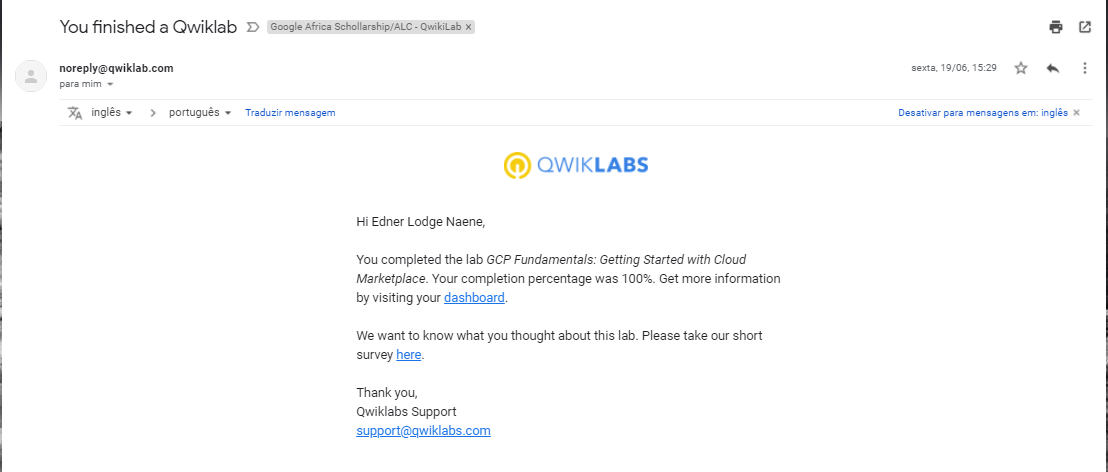 You finished a Qwiklab
Google Africa Schollarship/ALC - QwikiLab x
noreply@qwiklab.com
sexta, 19/06, 15:29
para mim
inglês
português
Traduzir mensagem
Desativar para mensagens em: inglês x
QWIKLABS
Hi Edner Lodge Naene,
You completed the lab GCP Fundamentals: Getting Started with Cloud
Marketplace. Your completion percentage was 100%. Get more information
by visiting your dashboard.
We want to know what you thought about this lab. Please take our short
survey here.
Thank you,
Qwiklabs Support
support@qwiklabs.com